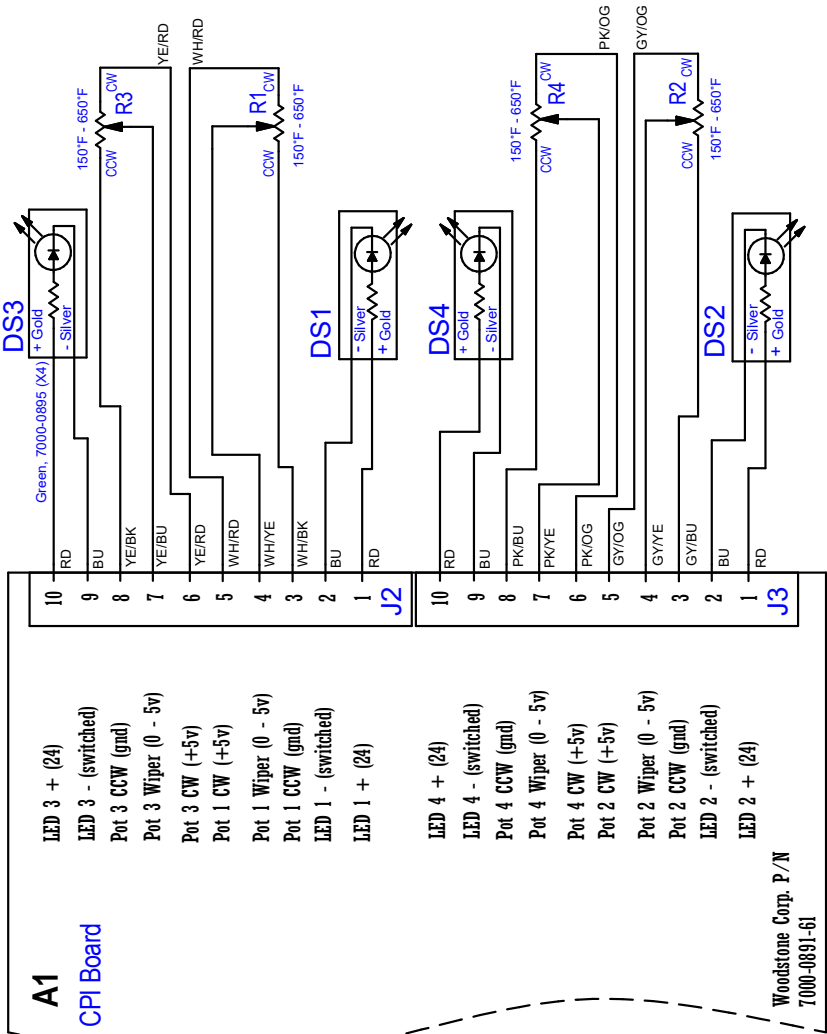 A1
CPI Board
LED 3 + (24)
LED 3 - (switched)
Pot 3 CCW (gnd)
Pot 3 Wiper (0 - 5v)
Pot 3 CW (+5v)
Pot 1 CW (+5v)
Pot 1 Wiper (0 - 5v)
Pot 1 CCW (gnd)
LED 1 - (switched)
LED 1 + (24)
LED 4 + (24)
LED 4 - (switched)
Pot 4 CCW (gnd)
Pot 4 Wiper (0 - 5v)
Pot 4 CW (+5v)
Pot 2 CW (+5v)
Pot 2 Wiper (0 - 5v)
Pot 2 CCW (gnd)
LED 2 - (switched)
LED 2 + (24)
Woodstone Corp. P/N
7000-0891-61
10
9
8
7
6
5
4
3
2
1
J2
10
9
8
7
6
5
4
3
2
1
J3
RD
BU
YE/BK
YE/BU
YE/RD
WH/RD
WH/YE
WH/BK
BU
RD
RD
BU
PK/BU
PK/YE
PK/OG
GY/OG
GY/YE
GY/BU
BU
RD
Green, 7000-0895 (X4)
DS3
+ Gold
- Silver
DS1
- Silver
+ Gold
DS4
+ Gold
- Silver
DS2
- Silver
+ Gold
150°F - 650°F
CCW
R3
CW
YE/RD
WH/RD
CCW
R1
CW
150°F - 650°F
150°F - 650°F
CCW
R4
CW
PK/OG
GY/OG
CCW
R2
CW
150°F - 650°F